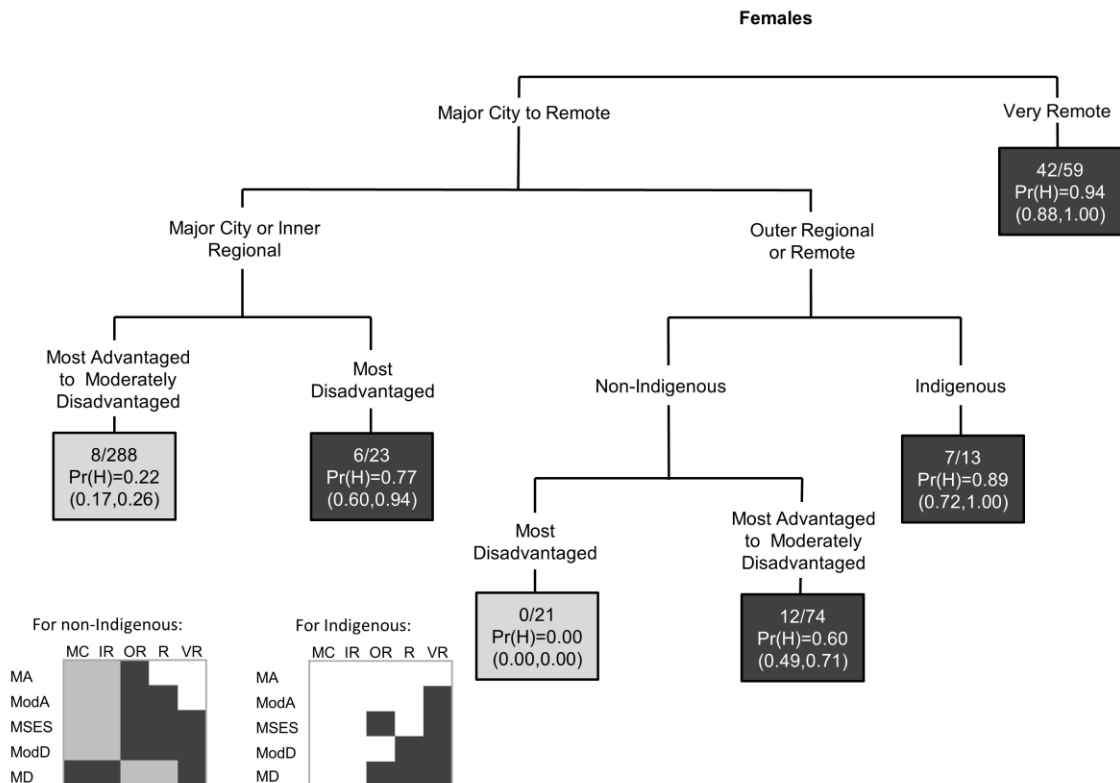 Females
Major City to Remote
Very Remote
42/59
Pr(H)=0.94
(0.88,1.00)
Major City or Inner
Regional
Outer Regional
or Remote
Most Advantaged
to Moderately
Disadvantaged
8/288
Pr(H)=0.22
(0.17,0.26)
Most
Disadvantaged
6/23
Pr(H)=0.77
(0.60,0.94)
Non-Indigenous
Indigenous
7/13
Pr(H)=0.89
(0.72,1.00)
Most
Disadvantaged
0/21
Pr(H)=0.00
(0.00,0.00)
Most Advantaged
to Moderately
Disadvantaged
12/74
Pr(H)=0.60
(0.49,0.71)
For non-Indigenous:
MC IR OR R VR
MA
ModA
MSES
ModD
MD
For Indigenous:
MC IR OR R VR
MA
ModA
MSES
ModD
MD